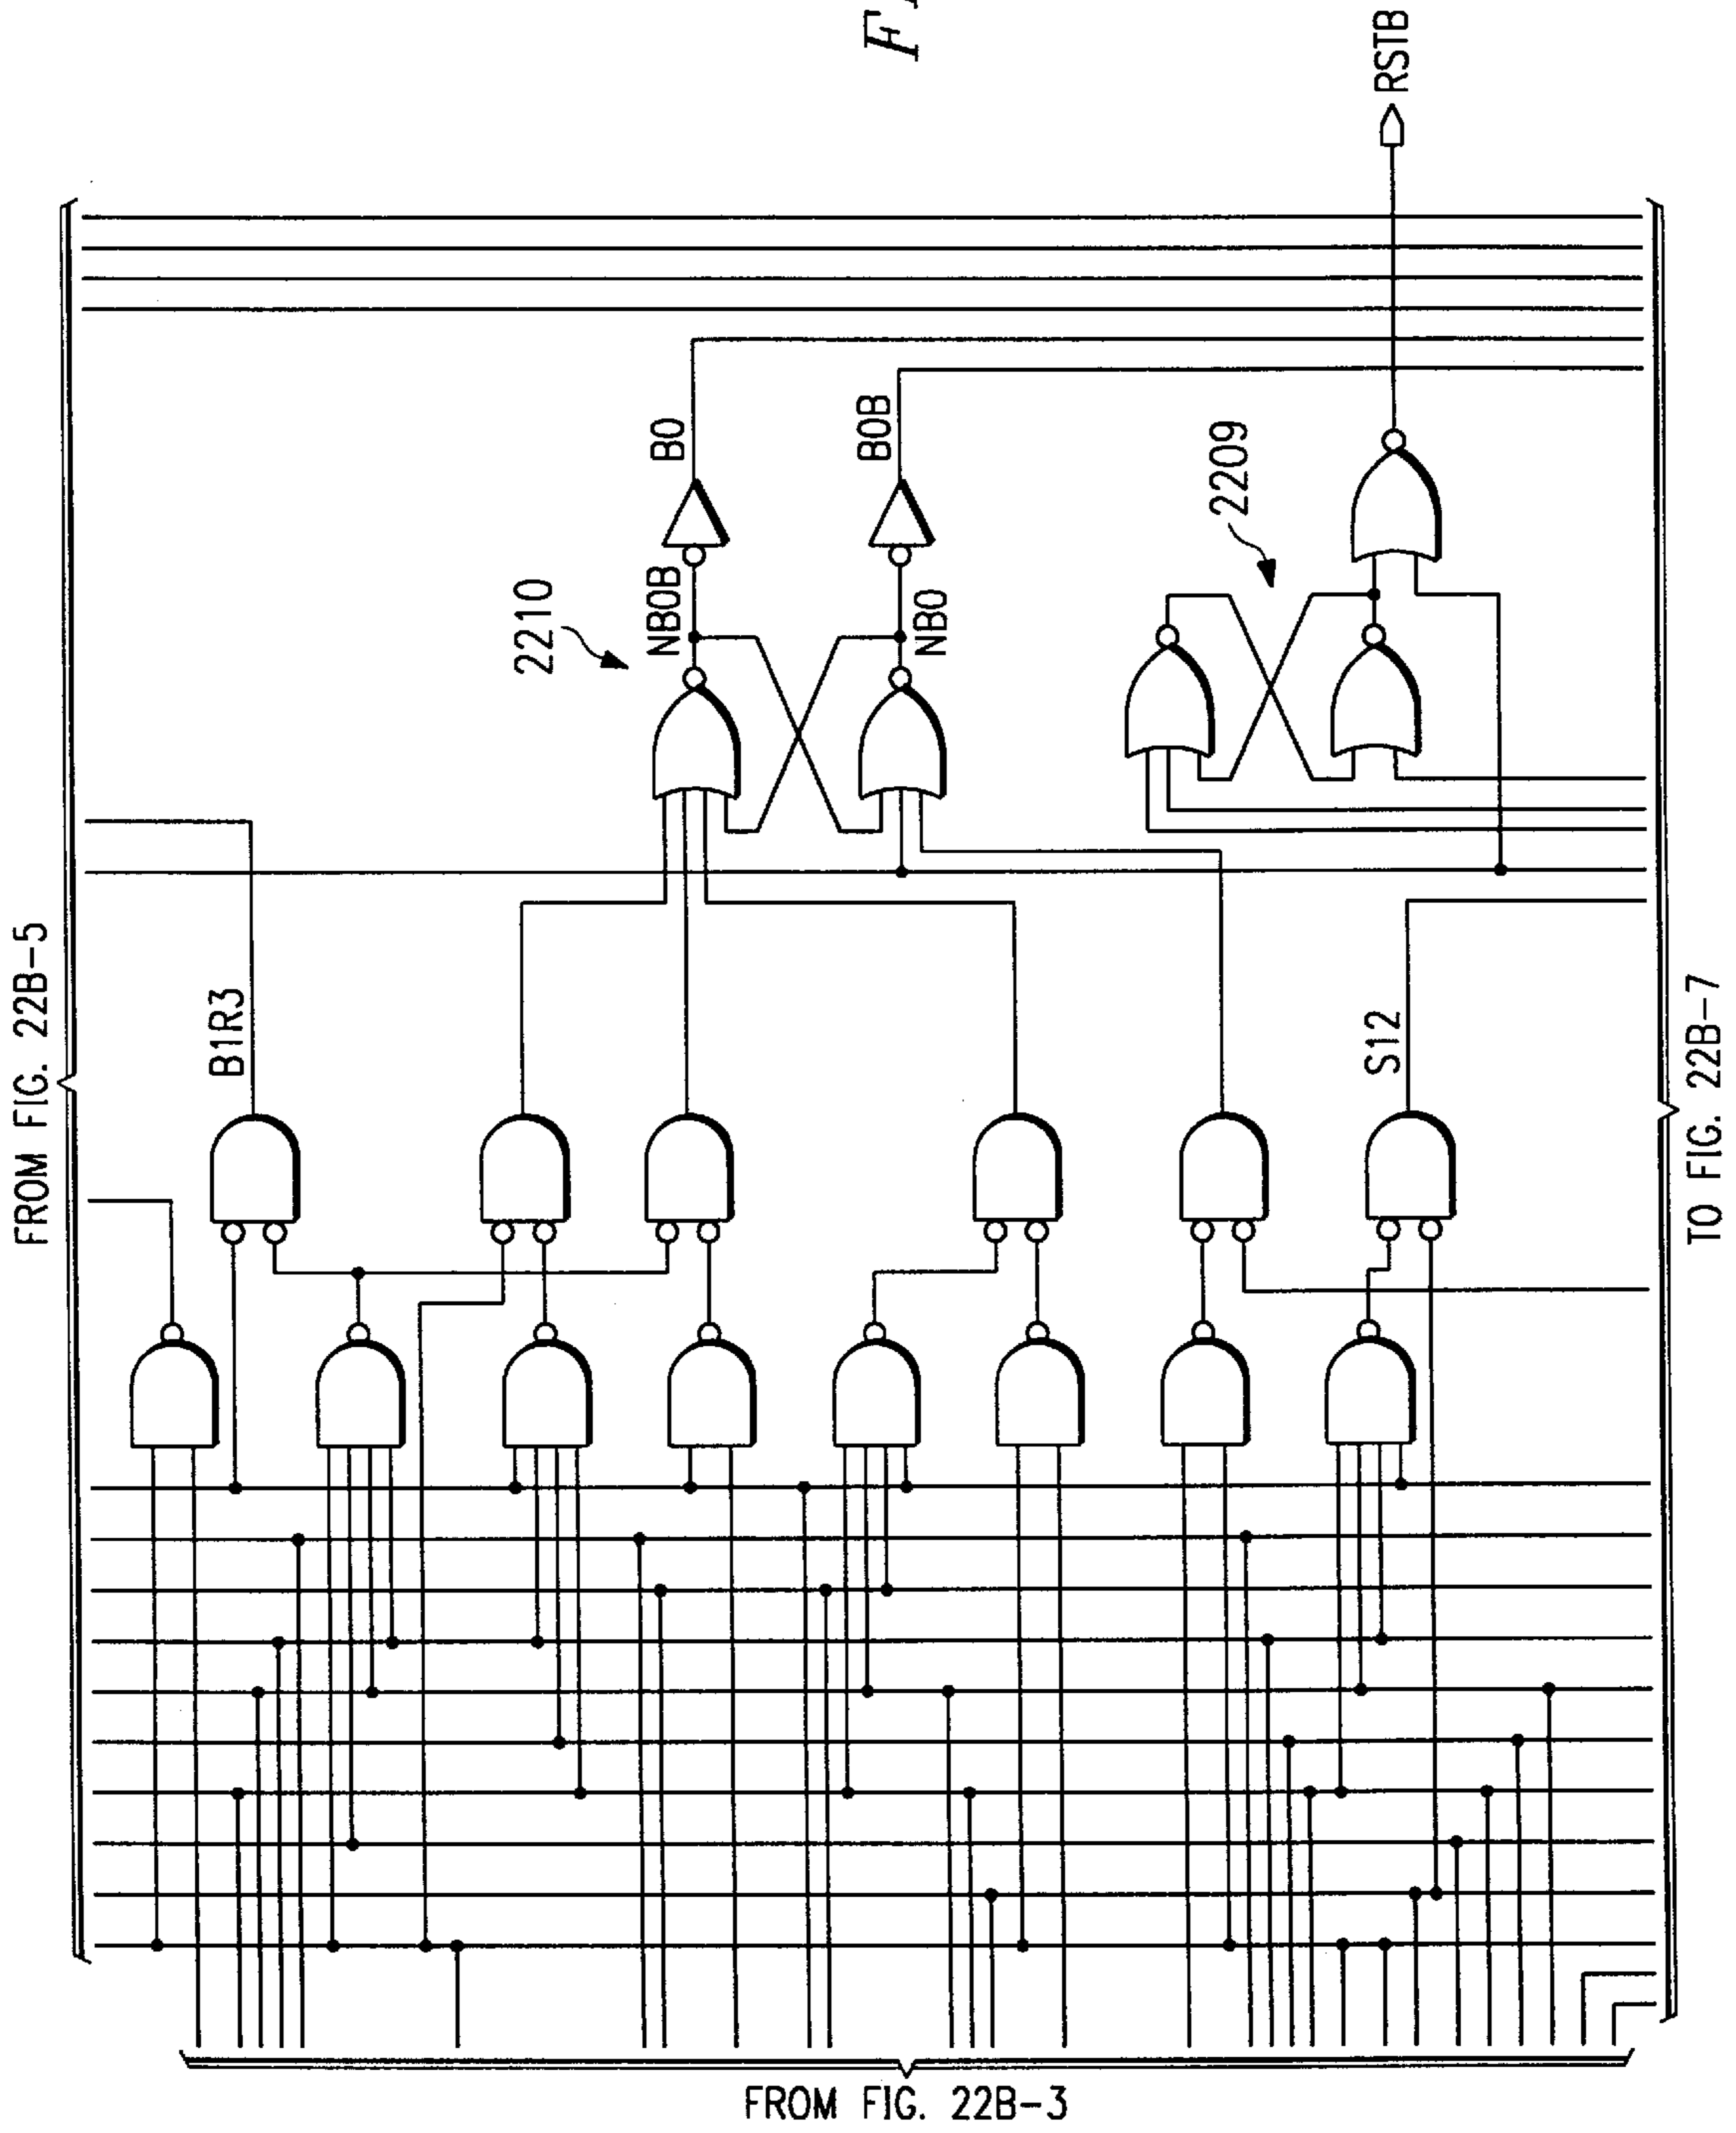 FROM FIG. 22B-5
B1R3
2210
NB0B
B0
NB0
B0B
2209
RSTB
S12
TO FIG. 22B-7
FROM FIG. 22B-3